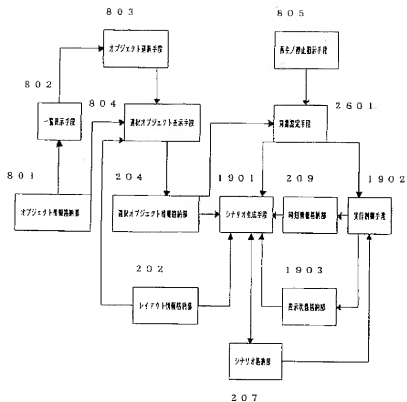 803
805
オブジェクト選択手段
再生/停止指示手段
802
804
2601
一覧表示手段
選択オブジェクト表示手段
時間設定手段
801
204
1901
209
1902
オブジェクト情報格納部
選択オブジェクト情報格納部
シナリオ生成手段
時刻情報格納部
実行制御手段
202
1903
レイアウト情報格納部
表示状態格納部
シナリオ格納部
207